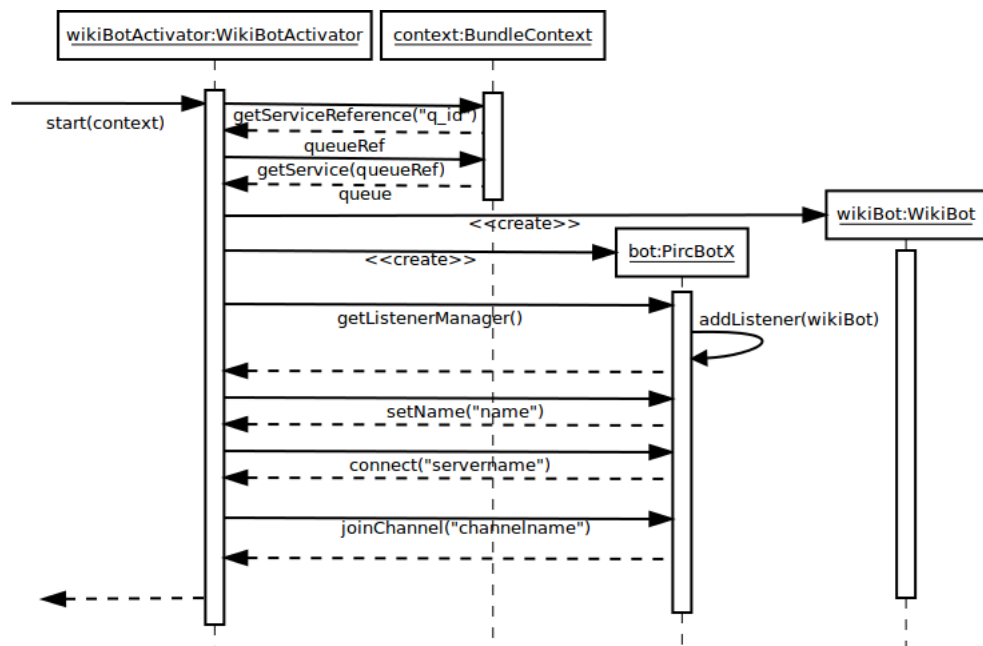 wikiBotActivator:WikiBotActivator
context:BundleContext
start(context)
getServiceReference("q_id")
queueRef
getService(queueRef)
queue
<<create>>
wikiBot:WikiBot
<<create>>
bot:PircBotX
getListenerManager()
addListener(wikiBot)
setName("name")
connect("servername")
joinChannel("channelname")